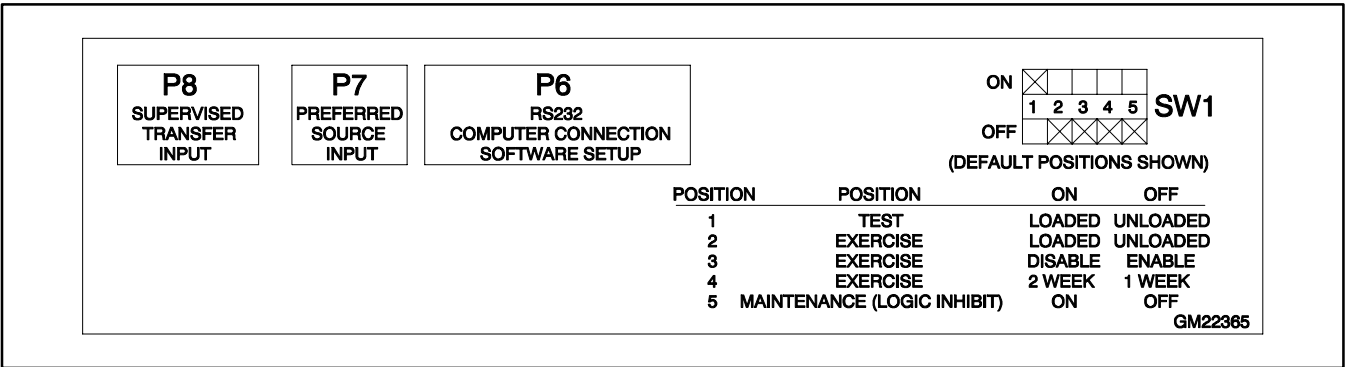 P8
SUPERVISED
TRANSFER
INPUT
P7
PREFERRED
SOURCE
INPUT
P6
RS232
COMPUTER CONNECTION
SOFTWARE SETUP
ON
1 2 3 4 5
SW1
OFF
(DEFAULT POSITIONS SHOWN)
POSITION POSITION ON OFF
1 TEST LOADED UNLOADED
2 EXERCISE LOADED UNLOADED
3 EXERCISE DISABLE ENABLE
4 EXERCISE 2 WEEK 1 WEEK
5 MAINTENANCE (LOGIC INHIBIT) ON OFF
GM22365